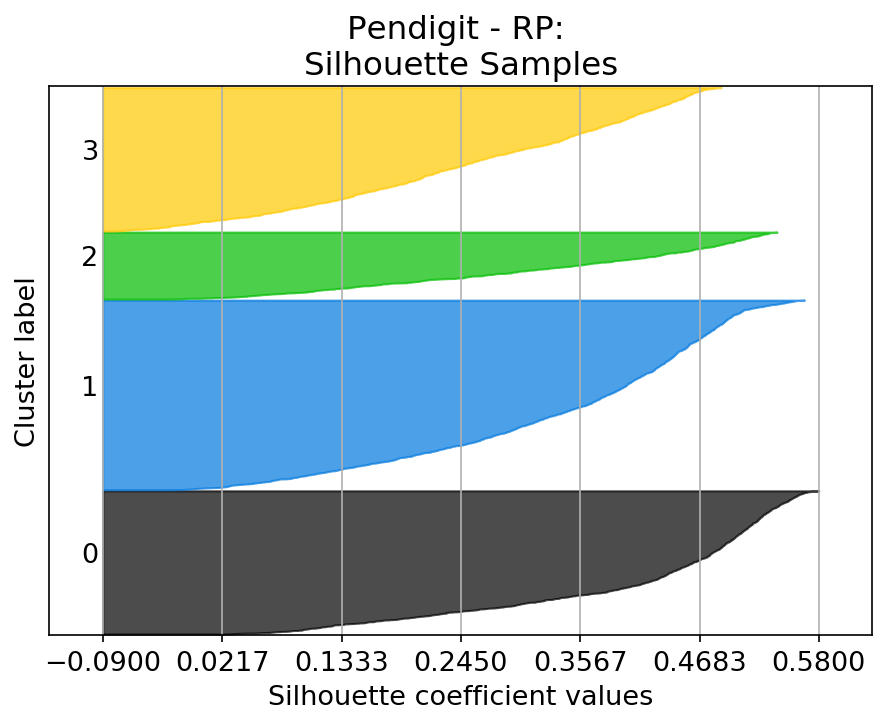 Pendigit - RP:
Silhouette Samples
3
2
1
0
Cluster label
−0.0900 0.0217 0.1333 0.2450 0.3567 0.4683 0.5800
Silhouette coefficient values